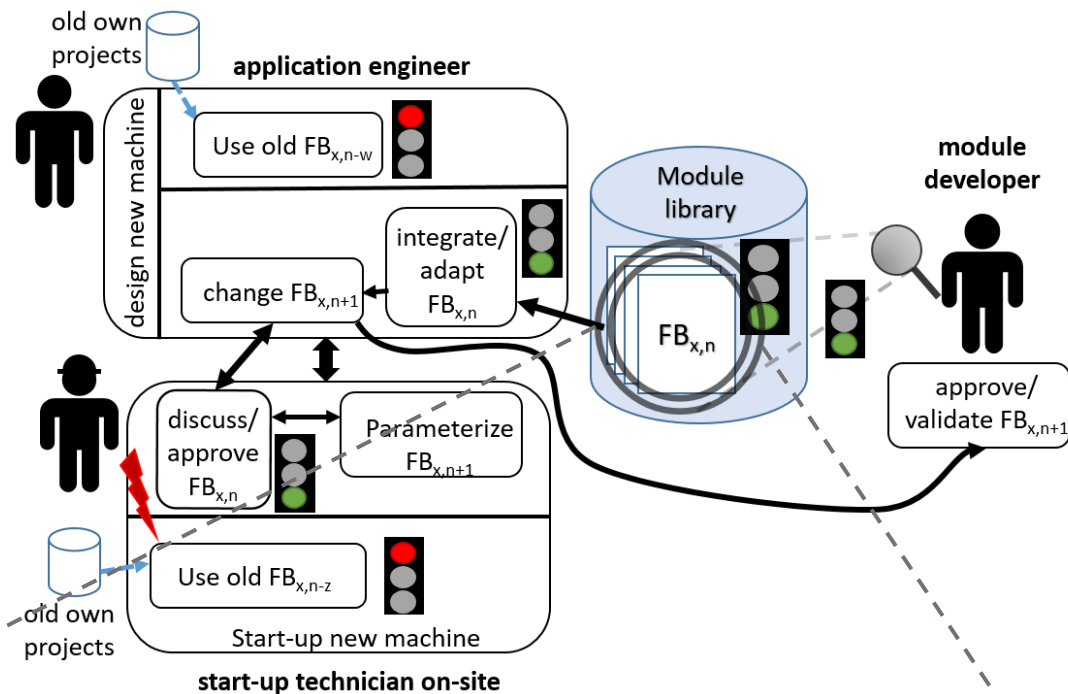 old own
projects
application engineer
design new machine
Use old FBx,n-w
integrate/
adapt
FBx,n
change FBx,n+1
Module
library
FBx,n
module
developer
approve/
validate FBx,n+1
discuss/
approve
FBx,n
Parameterize
FBx,n+1
Use old FBx,n-z
old own
projects
Start-up new machine
start-up technician on-site